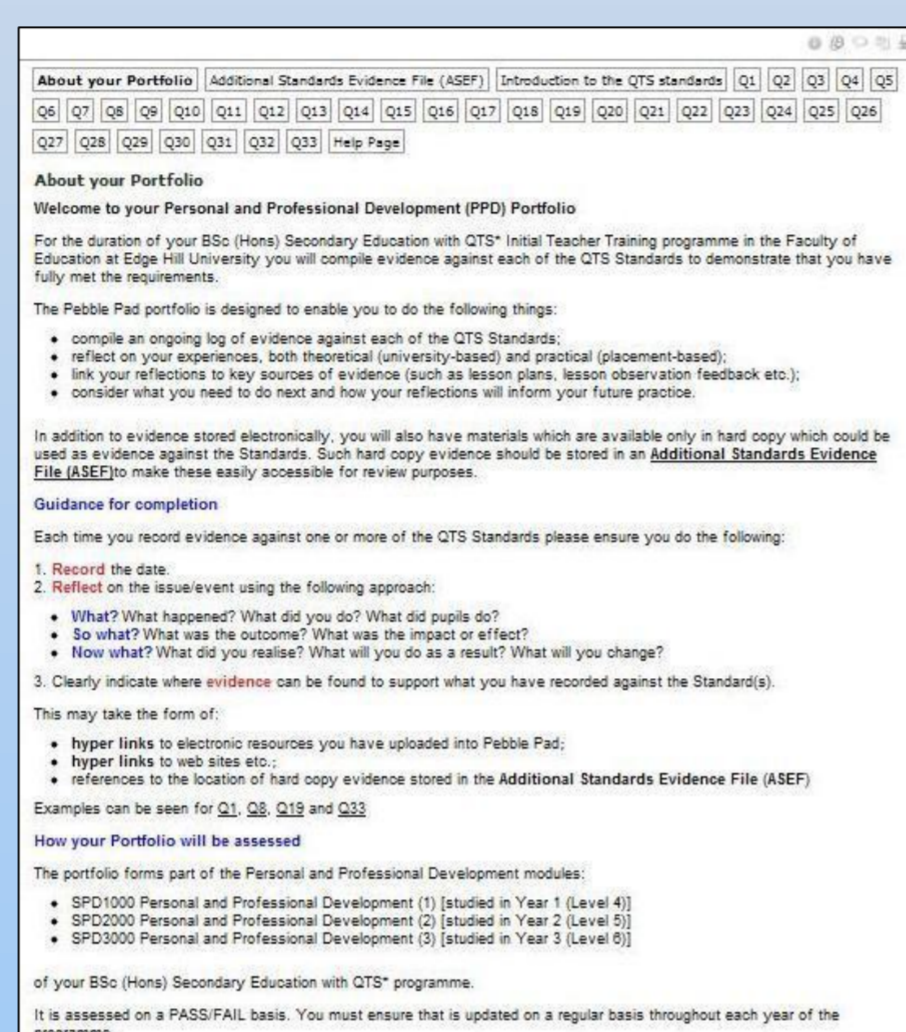 About your Portfolio Additional Standards Evidence File (ASEF) Introduction to the QTS standards Q1 Q2 Q3 Q4 Q5
Q6 Q7 Q8 Q9 Q10 Q11 Q12 Q13 Q14 Q15 Q16 Q17 Q18 Q19 Q20 Q21 Q22 Q23 Q24 Q25 Q26
Q27 Q28 Q29 Q30 Q31 Q32 Q33 Help Page
About your Portfolio
Welcome to your Personal and Professional Development (PPD) Portfolio
For the duration of your BSc (Hons) Secondary Education with QTS* Initial Teacher Training programme in the Faculty of
Education at Edge Hill University you will compile evidence against each of the QTS Standards to demonstrate that you have
fully met the requirements.
The Pebble Pad portfolio is designed to enable you to do the following things:
• compile an ongoing log of evidence against each of the QTS Standards;
• reflect on your experiences, both theoretical (university-based) and practical (placement-based);
• link your reflections to key sources of evidence (such as lesson plans, lesson observation feedback etc.);
• consider what you need to do next and how your reflections will inform your future practice.
In addition to evidence stored electronically, you will also have materials which are available only in hard copy which could be
used as evidence against the Standards. Such hard copy evidence should be stored in an Additional Standards Evidence
File (ASEF)to make these easily accessible for review purposes.
Guidance for completion
Each time you record evidence against one or more of the QTS Standards please ensure you do the following:
1. Record the date.
2. Reflect on the issue/event using the following approach:
• What? What happened? What did you do? What did pupils do?
• So what? What was the outcome? What was the impact or effect?
• Now what? What did you realise? What will you do as a result? What will you change?
3. Clearly indicate where evidence can be found to support what you have recorded against the Standard(s).
This may take the form of:
• hyper links to electronic resources you have uploaded into Pebble Pad;
• hyper links to web sites etc.;
• references to the location of hard copy evidence stored in the Additional Standards Evidence File (ASEF)
Examples can be seen for Q1, Q8, Q19 and Q33
How your Portfolio will be assessed
The portfolio forms part of the Personal and Professional Development modules:
• SPD1000 Personal and Professional Development (1) [studied in Year 1 (Level 4)]
• SPD2000 Personal and Professional Development (2) [studied in Year 2 (Level 5)]
• SPD3000 Personal and Professional Development (3) [studied in Year 3 (Level 6)]
of your BSc (Hons) Secondary Education with QTS* programme.
It is assessed on a PASS/FAIL basis. You must ensure that is updated on a regular basis throughout each year of the